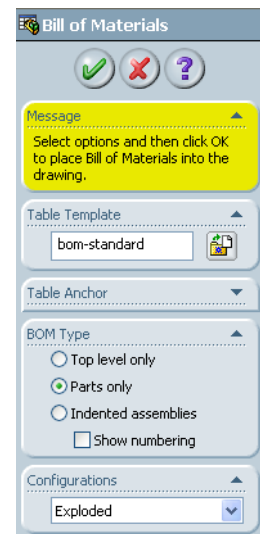 Bill of Materials
?
Message
Select options and then click OK
to place Bill of Materials into the
drawing.
Table Template
bom-standard
Table Anchor
BOM Type
Top level only
Parts only
Indented assemblies
Show numbering
Configurations
Exploded